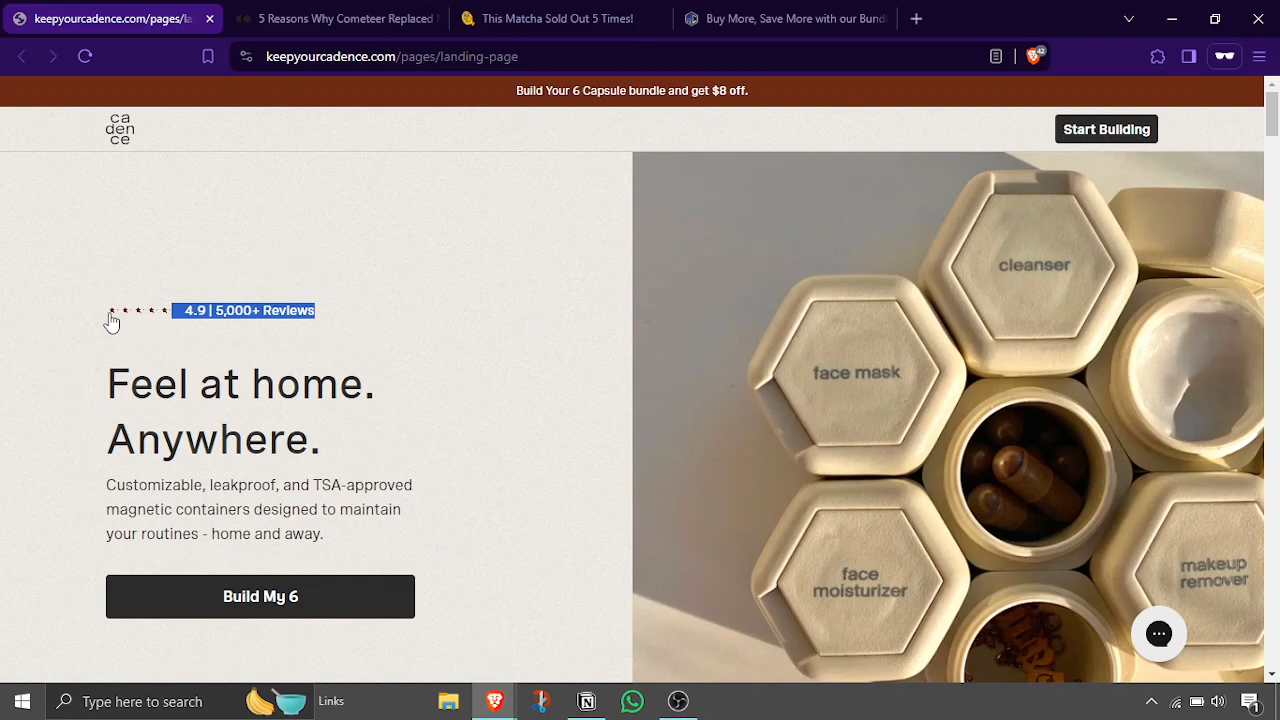 keepyourcadence.com/pages/la
5 Reasons Why Cometeer Replaced
This Matcha Sold Out 5 Times!
Buy More, Save More with our Bund
keepyourcadence.com/pages/landing-page
42
Build Your 6 Capsule bundle and get $8 off.
ca
den
ce
Start Building
4.9 | 5,000+ Reviews
Feel at home.
Anywhere.
Customizable, leakproof, and TSA-approved
magnetic containers designed to maintain
your routines - home and away.
Build My 6
cleanser
face mask
face
moisturizer
makeup
remover
Type here to search
Links
1